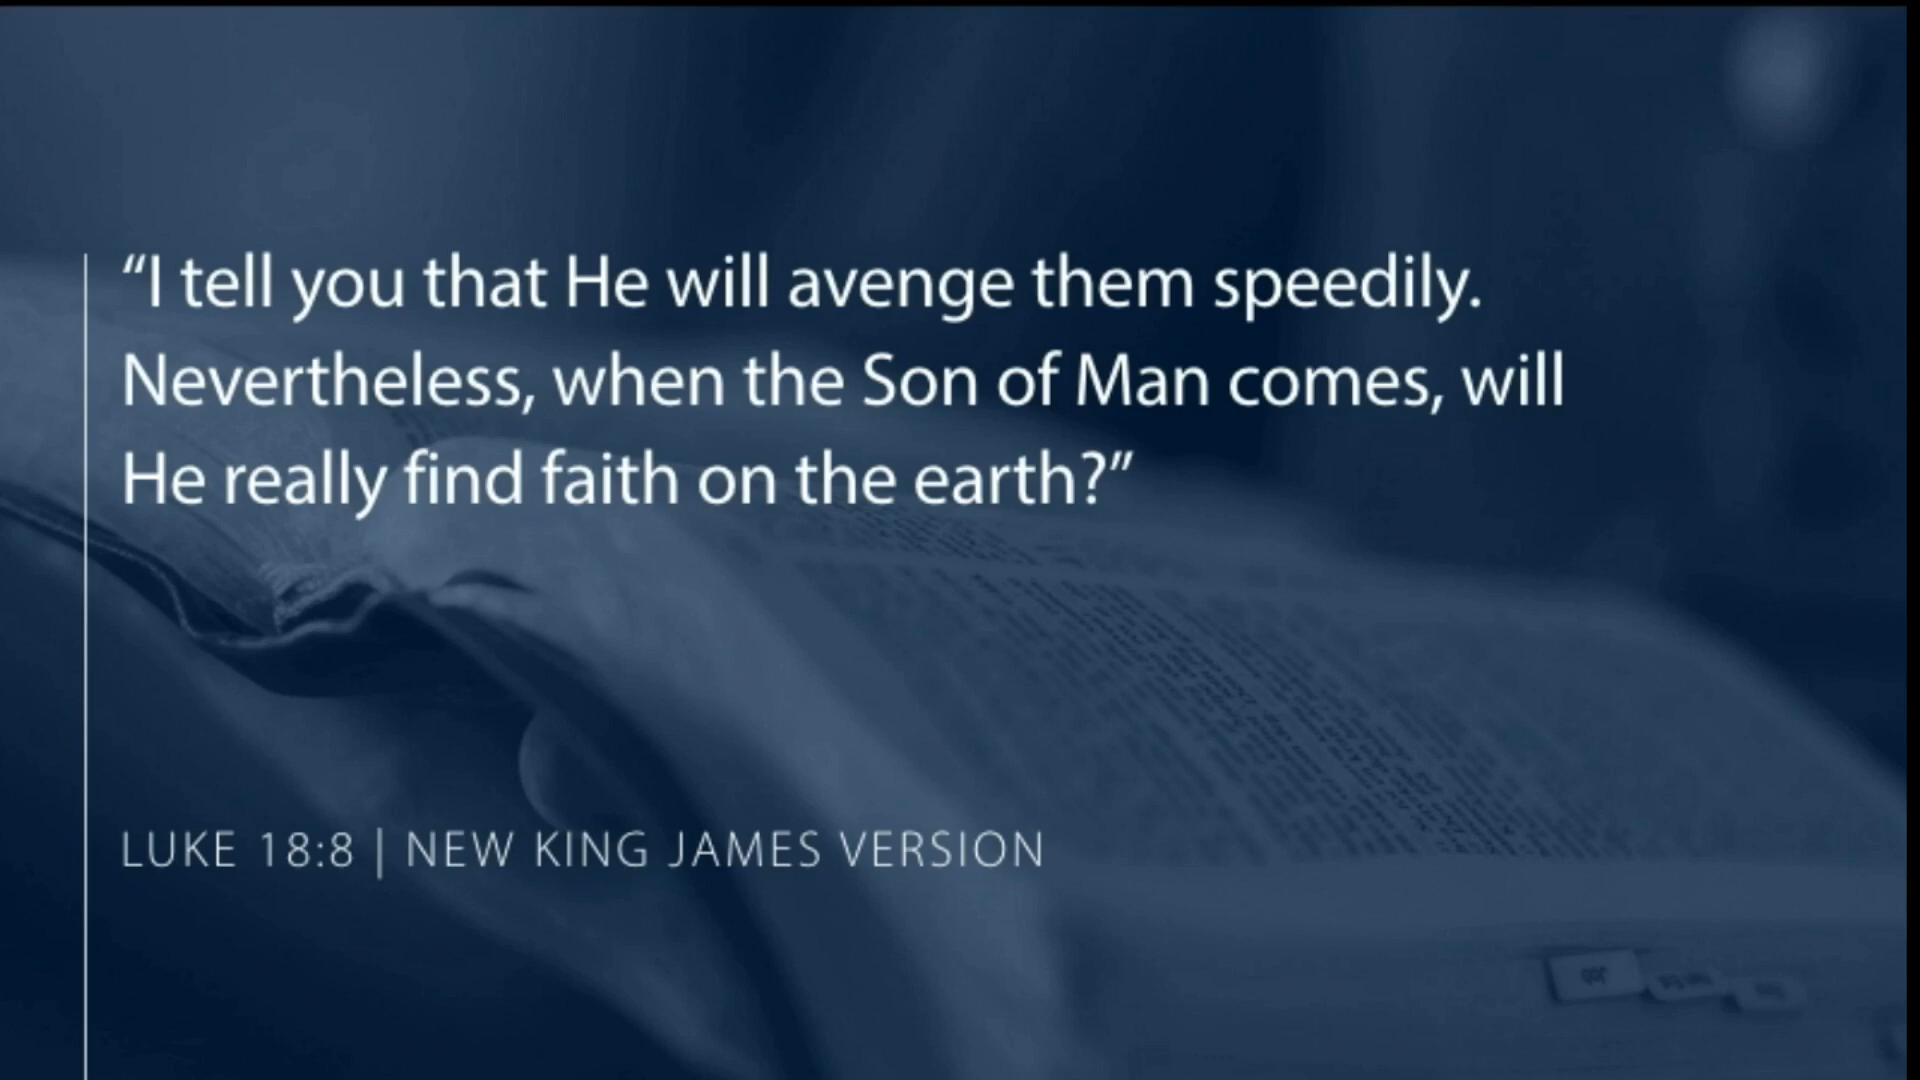 “I tell you that He will avenge them speedily.
Nevertheless, when the Son of Man comes, will
He really find faith on the earth?”
LUKE 18:8 | NEW KING JAMES VERSION